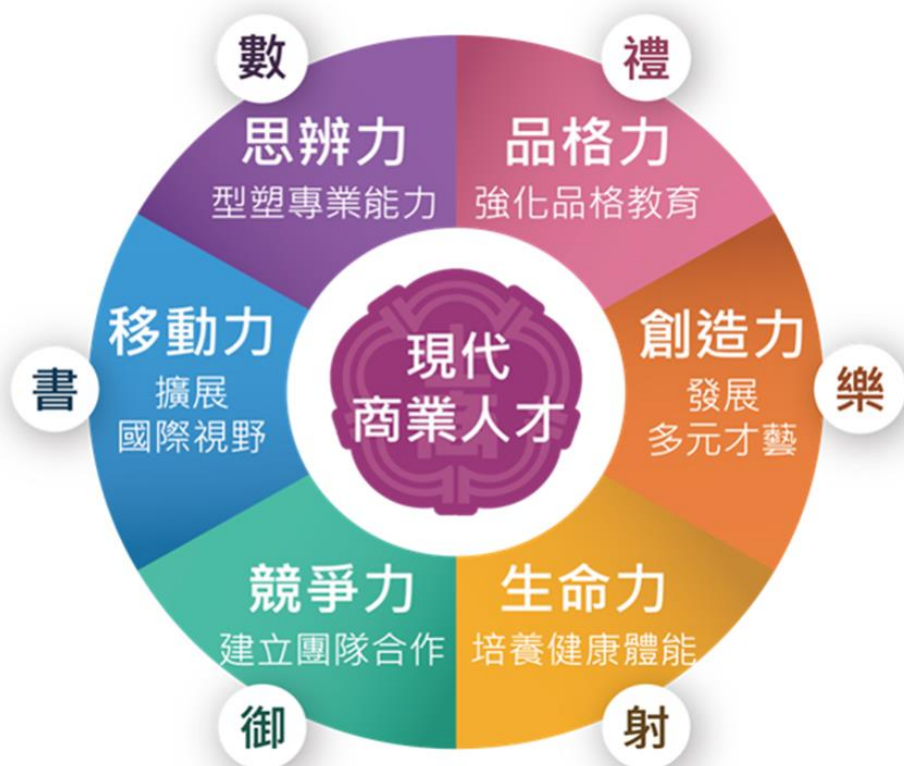 禮
品格力
強化品格教育
樂
創造力
發展
多元才藝
射
生命力
培養健康體能
御
競爭力
建立團隊合作
書
移動力
擴展
國際視野
數
思辨力
型塑專業能力
現代
商業人才
商